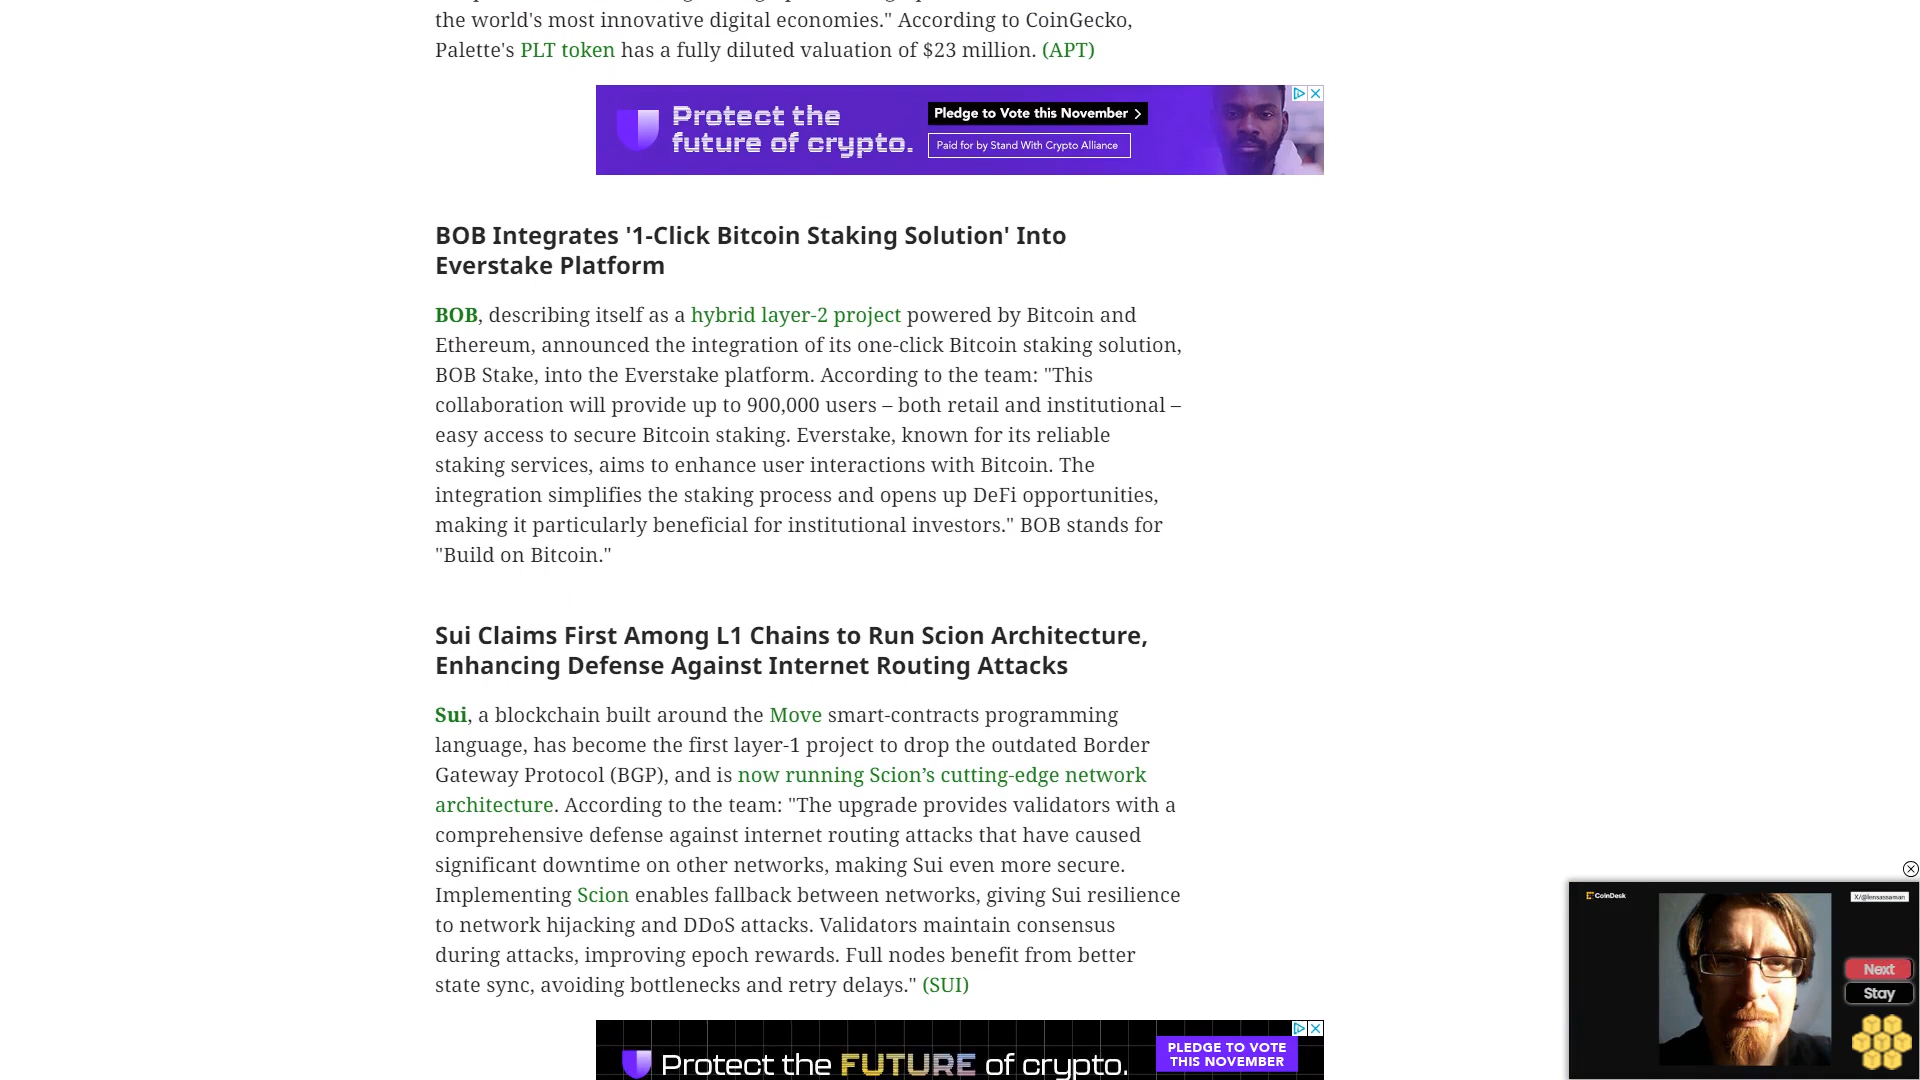 the world's most innovative digital economies." According to CoinGecko,
Palette's PLT token has a fully diluted valuation of $23 million. (APT)
Protect the
future of crypto.
Pledge to Vote this November >
Paid for by Stand With Crypto Alliance
BOB Integrates '1-Click Bitcoin Staking Solution' Into
Everstake Platform
BOB, describing itself as a hybrid layer-2 project powered by Bitcoin and
Ethereum, announced the integration of its one-click Bitcoin staking solution,
BOB Stake, into the Everstake platform. According to the team: "This
collaboration will provide up to 900,000 users – both retail and institutional –
easy access to secure Bitcoin staking. Everstake, known for its reliable
staking services, aims to enhance user interactions with Bitcoin. The
integration simplifies the staking process and opens up DeFi opportunities,
making it particularly beneficial for institutional investors." BOB stands for
"Build on Bitcoin."
Sui Claims First Among L1 Chains to Run Scion Architecture,
Enhancing Defense Against Internet Routing Attacks
Sui, a blockchain built around the Move smart-contracts programming
language, has become the first layer-1 project to drop the outdated Border
Gateway Protocol (BGP), and is now running Scion’s cutting-edge network
architecture. According to the team: "The upgrade provides validators with a
comprehensive defense against internet routing attacks that have caused
significant downtime on other networks, making Sui even more secure.
Implementing Scion enables fallback between networks, giving Sui resilience
to network hijacking and DDoS attacks. Validators maintain consensus
during attacks, improving epoch rewards. Full nodes benefit from better
state sync, avoiding bottlenecks and retry delays." (SUI)
CoinDesk
X/@lensassaman
Next
Stay
Protect the FUTURE of crypto.
PLEDGE TO VOTE
THIS NOVEMBER